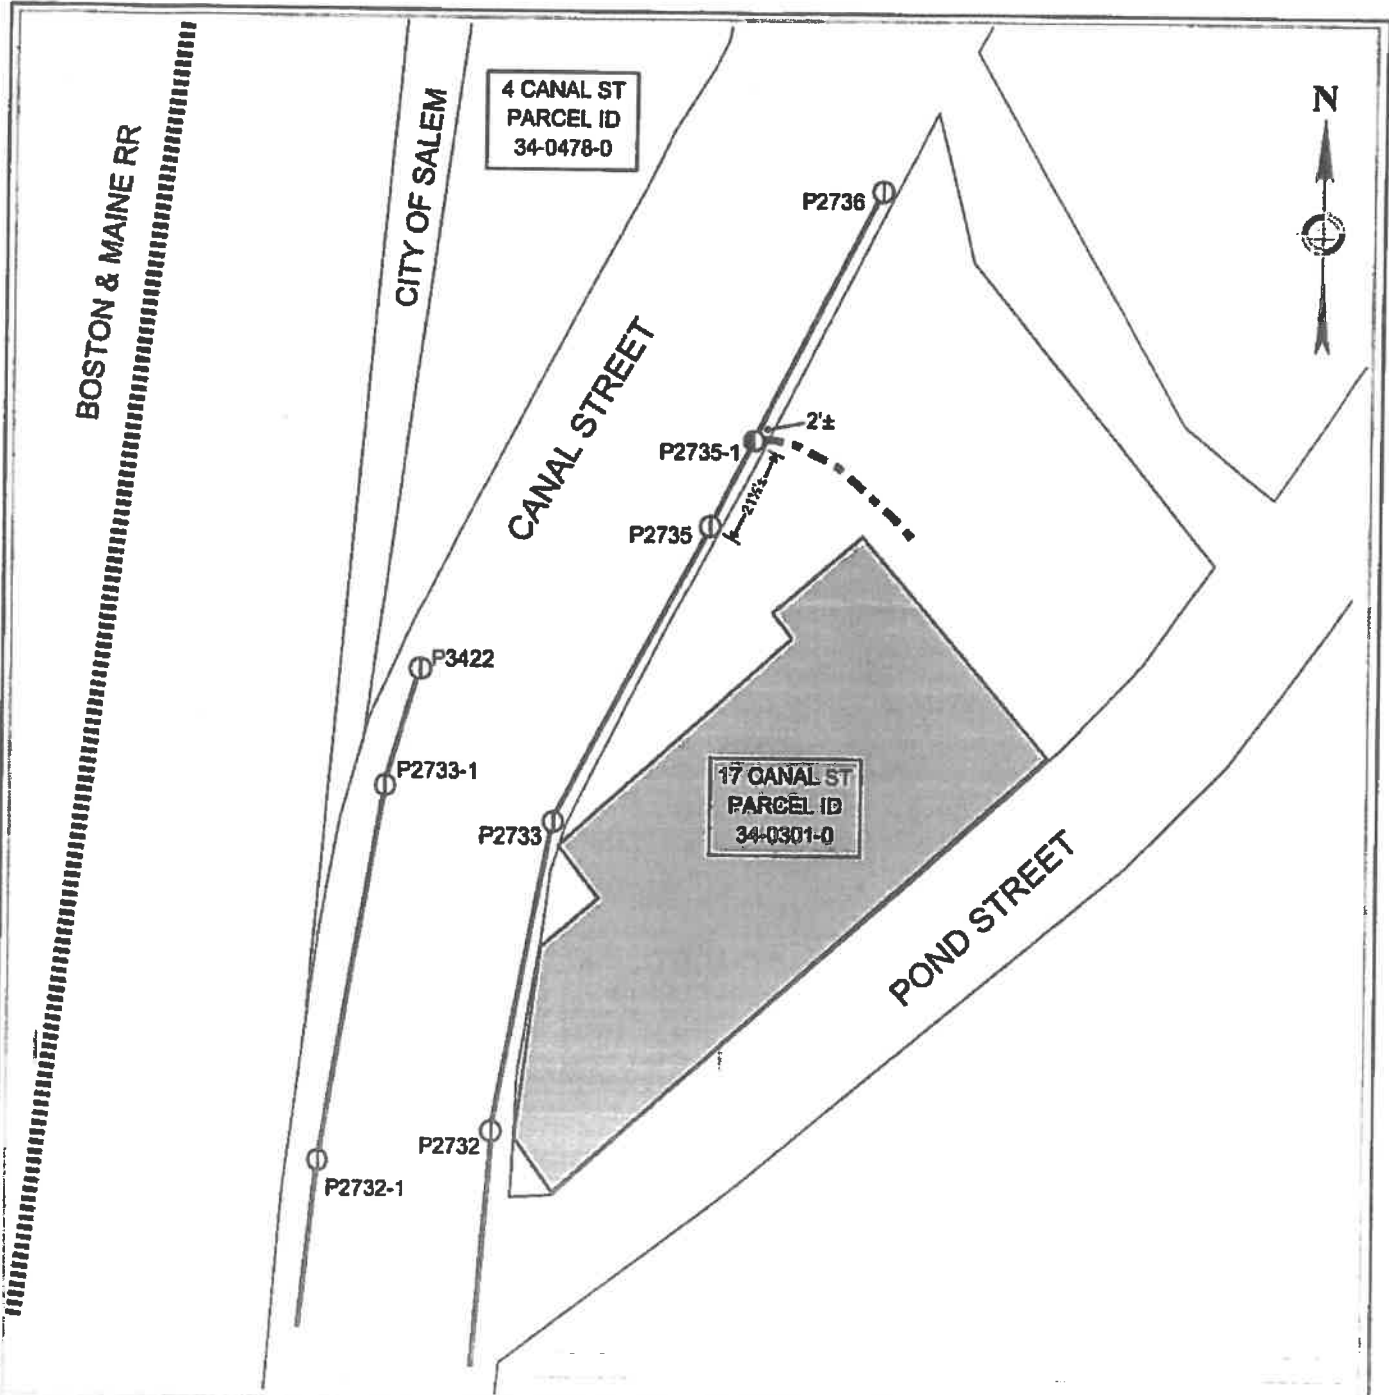 4 CANAL ST
PARCEL ID
34-0478-0
N
BOSTON & MAINE RR
CITY OF SALEM
P2736
CANAL STREET
2'±
P2735-1
21½'±
P2735
P3422
P2733-1
17 CANAL ST
PARCEL ID
34-0301-0
P2733
POND STREET
P2732
P2732-1